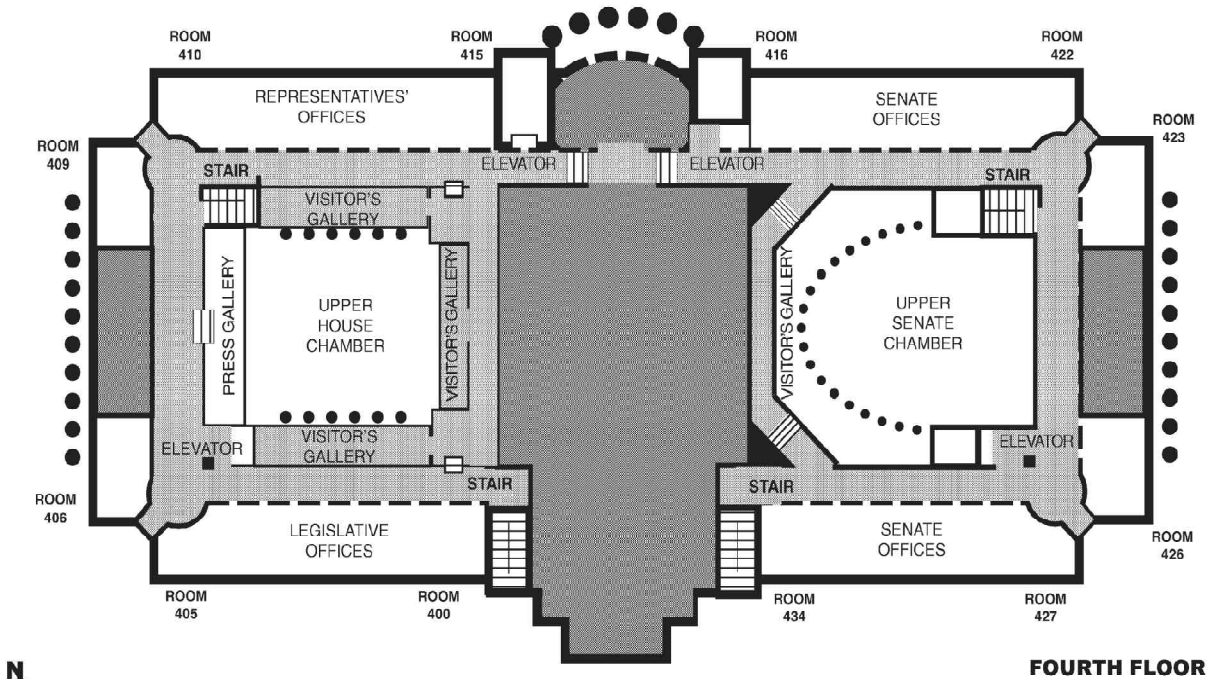 ROOM
410
ROOM
415
ROOM
416
ROOM
422
REPRESENTATIVES'
OFFICES
SENATE
OFFICES
ROOM
423
ROOM
409
ELEVATOR
ELEVATOR
STAIR
STAIR
VISITOR'S
GALLERY
PRESS GALLERY
UPPER
HOUSE
CHAMBER
VISITOR'S GALLERY
VISITOR'S GALLERY
UPPER
SENATE
CHAMBER
VISITOR'S
GALLERY
ELEVATOR
ELEVATOR
STAIR
STAIR
ROOM
406
LEGISLATIVE
OFFICES
SENATE
OFFICES
ROOM
426
ROOM
405
ROOM
400
ROOM
434
ROOM
427
N
FOURTH FLOOR